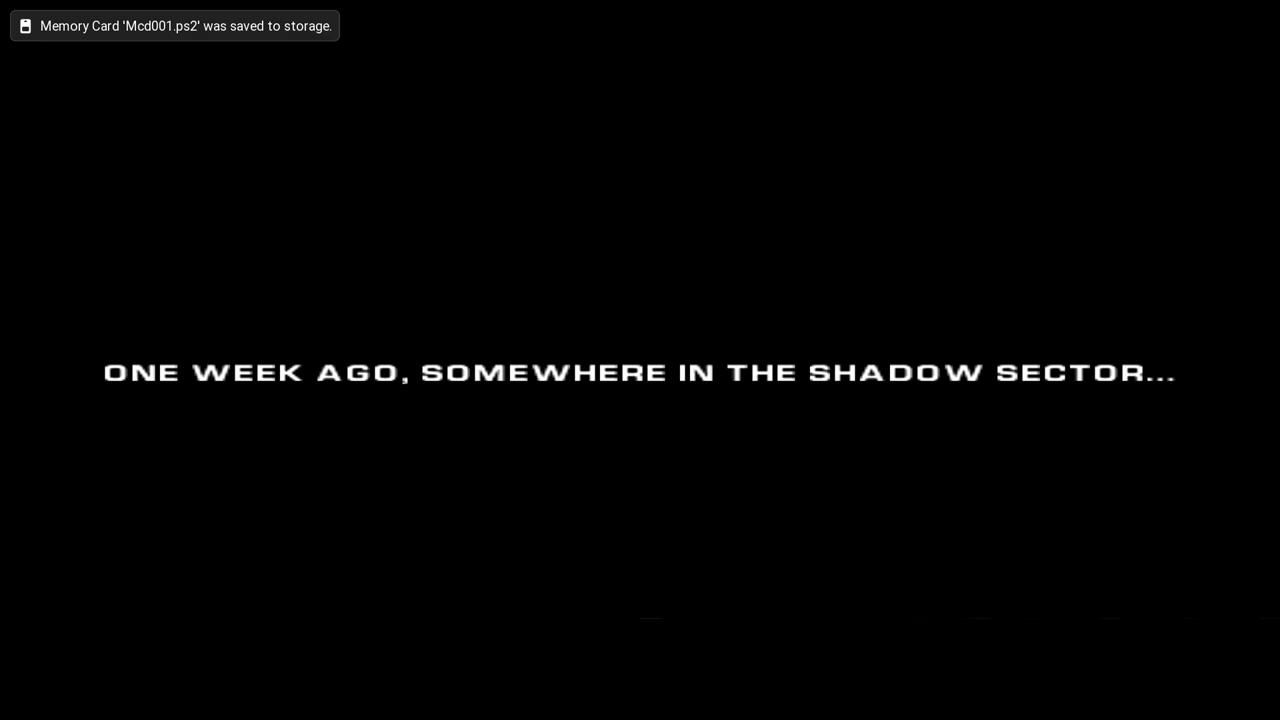 Memory Card 'Mcd001.ps2' was saved to storage.
ONE WEEK AGO, SOMEWHERE IN THE SHADOW SECTOR...